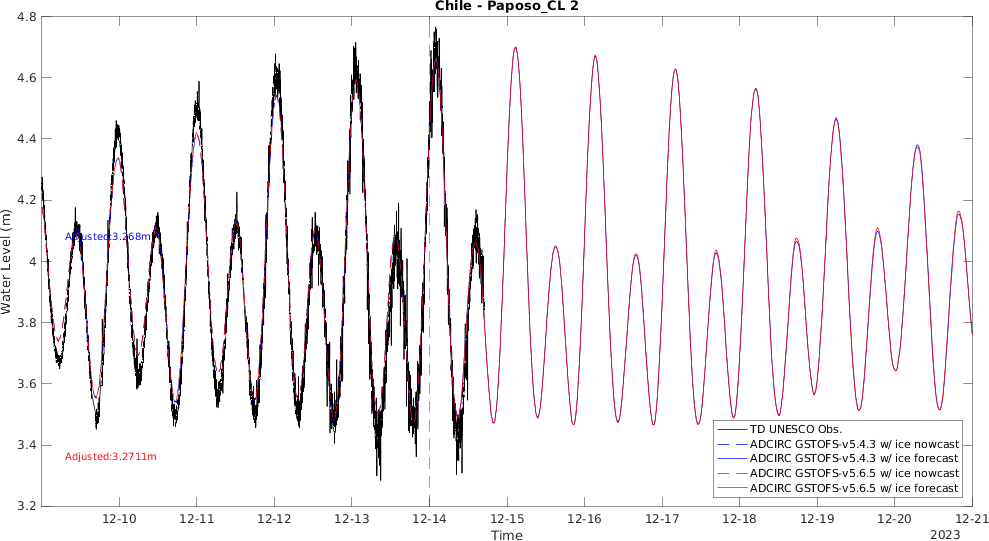 Chile - Paposo_CL 2
Water Level (m)
4.8
4.6
4.4
4.2
4
3.8
3.6
3.4
3.2
Adjusted:3.268m
Adjusted:3.2711m
TD UNESCO Obs.
ADCIRC GSTOFS-v5.4.3 w/ ice nowcast
ADCIRC GSTOFS-v5.4.3 w/ ice forecast
ADCIRC GSTOFS-v5.6.5 w/ ice nowcast
ADCIRC GSTOFS-v5.6.5 w/ ice forecast
12-10 12-11 12-12 12-13 12-14 12-15 12-16 12-17 12-18 12-19 12-20 12-21
Time
2023